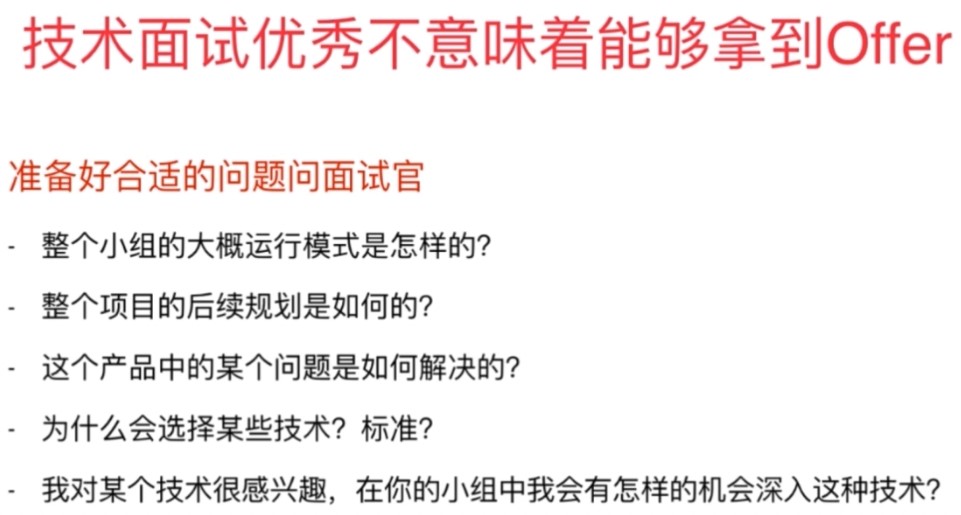 技术面试优秀不意味着能够拿到Offer
准备好合适的问题问面试官
- 整个小组的大概运行模式是怎样的？
- 整个项目的后续规划是如何的？
- 这个产品中的某个问题是如何解决的？
- 为什么会选择某些技术？标准？
- 我对某个技术很感兴趣，在你的小组中我会有怎样的机会深入这种技术？